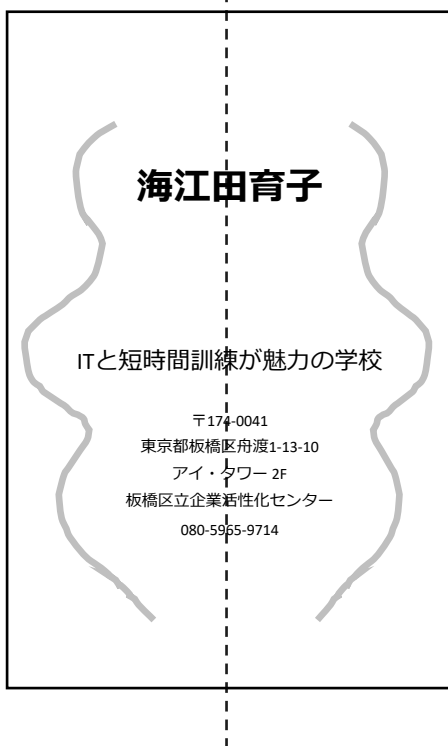 海江田育子
ITと短時間訓練が魅力の学校
〒174-0041
東京都板橋区舟渡1-13-10
アイ・タワー 2F
板橋区立企業活性化センター
080-5965-9714